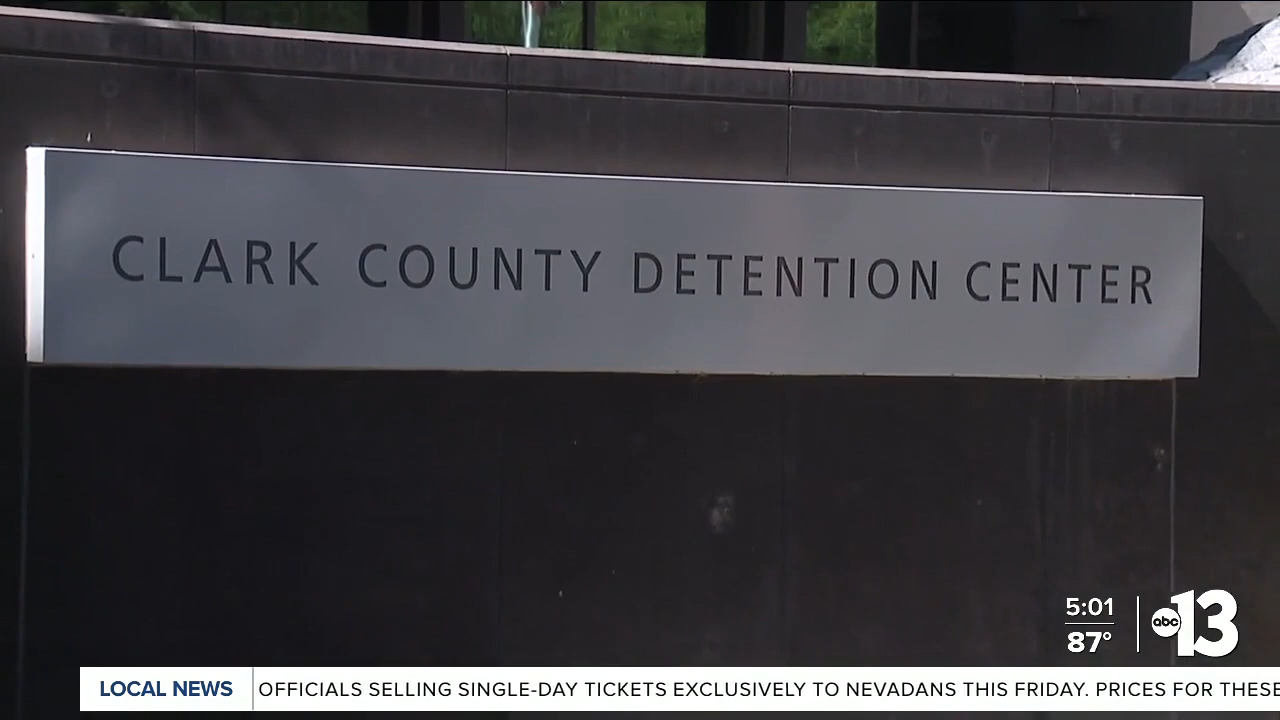 CLARK COUNTY DETENTION CENTER
5:01
87°
abc 13
LOCAL NEWS
OFFICIALS SELLING SINGLE-DAY TICKETS EXCLUSIVELY TO NEVADANS THIS FRIDAY. PRICES FOR THESE